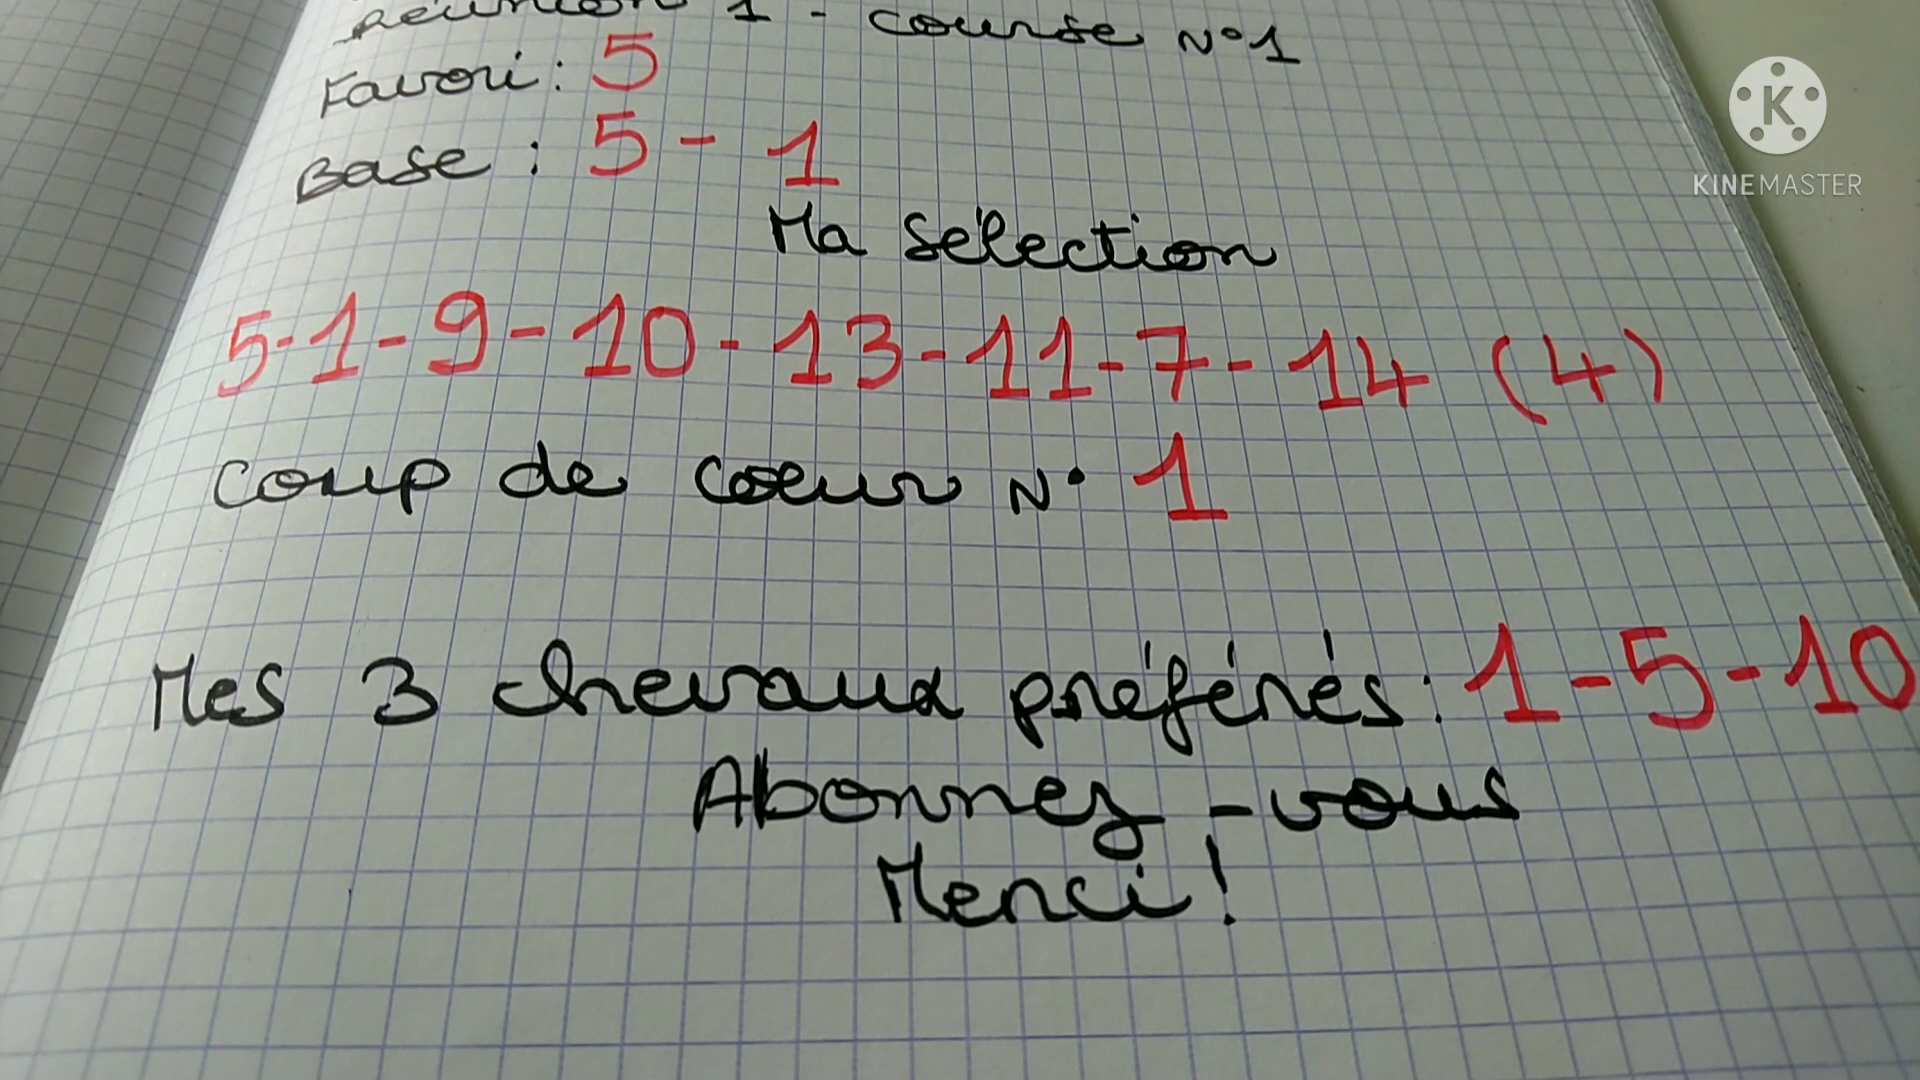 Réunion 1 - course N°1
Favori : 5
Base : 5 - 1
Ma sélection
5-1-9-10-13-11-7-14 (4)
coup de coeur N° 1
Mes 3 chevaux préférés : 1-5-10
Abonnez-vous
Merci !
KINEMASTER